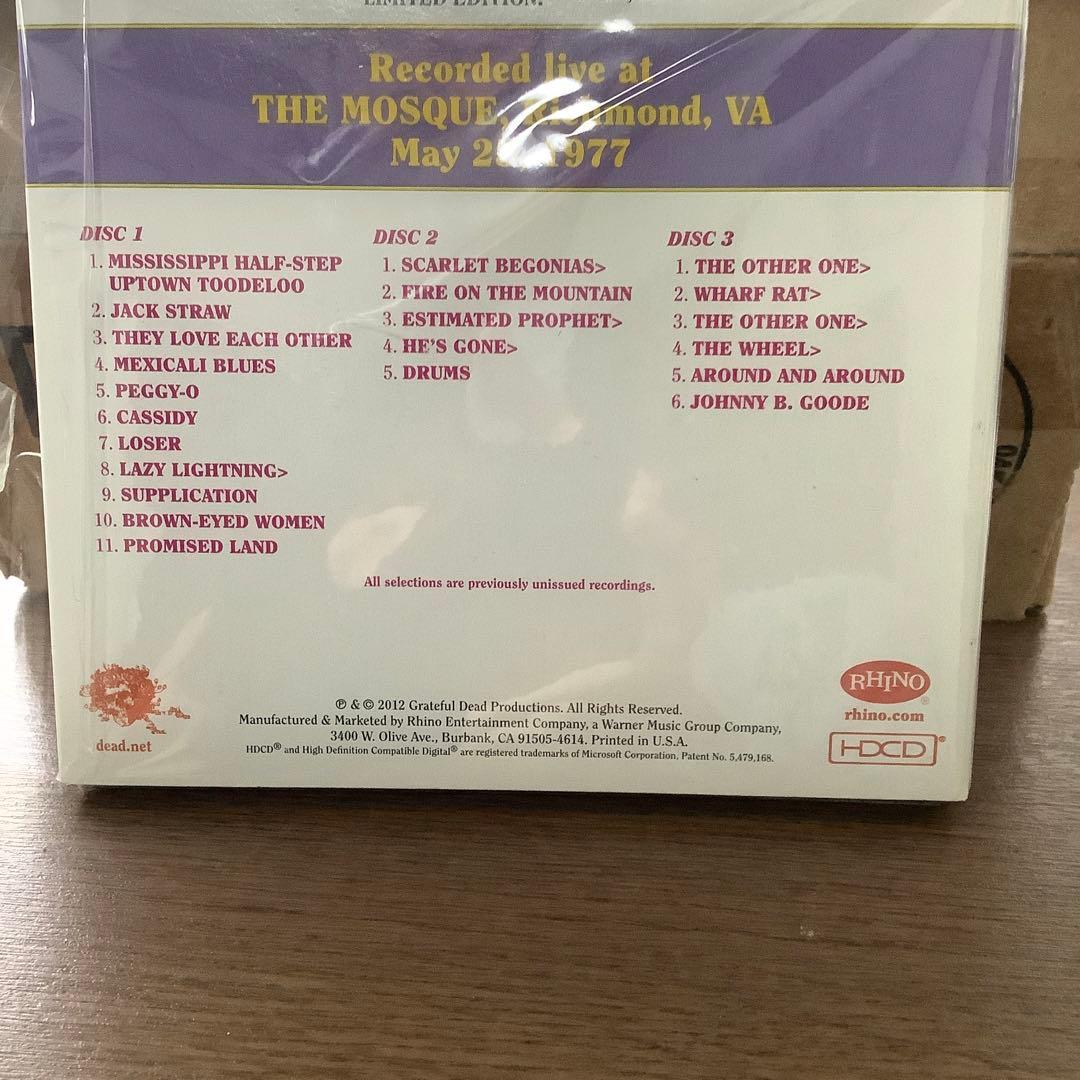 LIMITED EDITION.
Recorded live at
THE MOSQUE, Richmond, VA
May 1977
DISC 1
1. MISSISSIPPI HALF-STEP
UPTOWN TOODELOO
2. JACK STRAW
3. THEY LOVE EACH OTHER
4. MEXICALI BLUES
5. PEGGY-O
6. CASSIDY
7. LOSER
8. LAZY LIGHTNING>
9. SUPPLICATION
10. BROWN-EYED WOMEN
11. PROMISED LAND
DISC 2
1. SCARLET BEGONIAS>
2. FIRE ON THE MOUNTAIN
3. ESTIMATED PROPHET>
4. HE'S GONE>
5. DRUMS
DISC 3
1. THE OTHER ONE>
2. WHARF RAT>
3. THE OTHER ONE>
4. THE WHEEL>
5. AROUND AND AROUND
6. JOHNNY B. GOODE
All selections are previously unissued recordings.
dead.net
℗ & © 2012 Grateful Dead Productions. All Rights Reserved.
Manufactured & Marketed by Rhino Entertainment Company, a Warner Music Group Company,
3400 W. Olive Ave., Burbank, CA 91505-4614. Printed in U.S.A.
HDCD® and High Definition Compatible Digital® are registered trademarks of Microsoft Corporation, Patent No. 5,479,168.
RHINO®
rhino.com
HDCD®